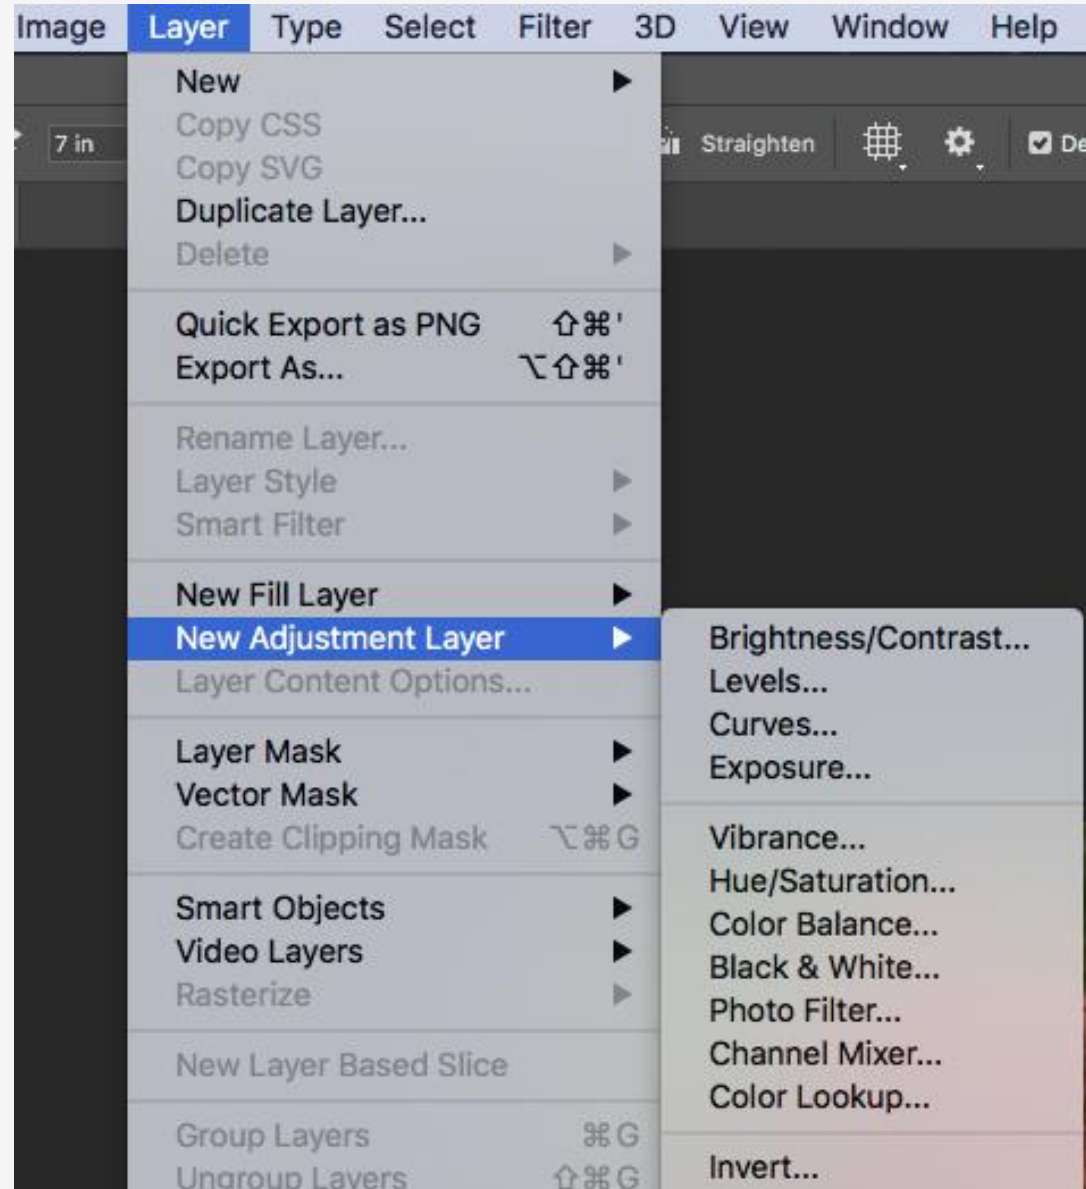 Image Layer Type Select Filter 3D View Window Help
7 in Straighten De
New
Copy CSS
Copy SVG
Duplicate Layer...
Delete
Quick Export as PNG ⇧⌘'
Export As... ⌥⇧⌘'
Rename Layer...
Layer Style
Smart Filter
New Fill Layer
New Adjustment Layer
Layer Content Options...
Layer Mask
Vector Mask
Create Clipping Mask ⌥⌘G
Smart Objects
Video Layers
Rasterize
New Layer Based Slice
Group Layers ⌘G
Ungroup Layers ⇧⌘G
Brightness/Contrast...
Levels...
Curves...
Exposure...
Vibrance...
Hue/Saturation...
Color Balance...
Black & White...
Photo Filter...
Channel Mixer...
Color Lookup...
Invert...